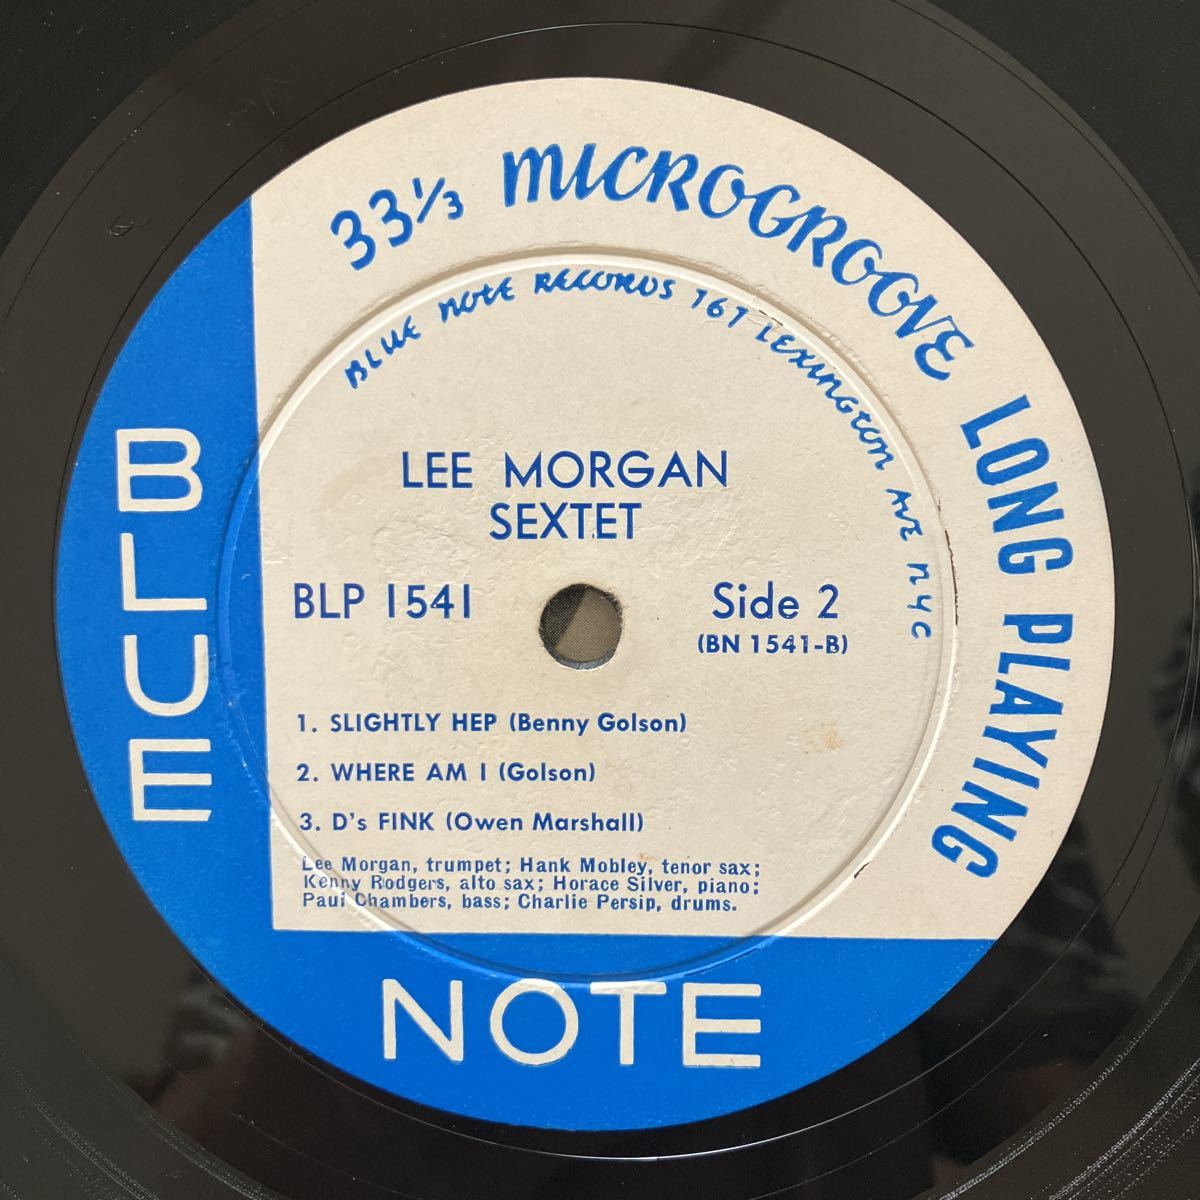 33⅓ MICROGROOVE LONG PLAYING
BLUE NOTE RECORDS 767 LEXINGTON AVE NYC
LEE MORGAN
SEXTET
BLP 1541
Side 2
(BN 1541-B)
1. SLIGHTLY HEP (Benny Golson)
2. WHERE AM I (Golson)
3. D's FINK (Owen Marshall)
Lee Morgan, trumpet; Hank Mobley, tenor sax;
Kenny Rodgers, alto sax; Horace Silver, piano;
Paul Chambers, bass; Charlie Persip, drums.
BLUE
NOTE